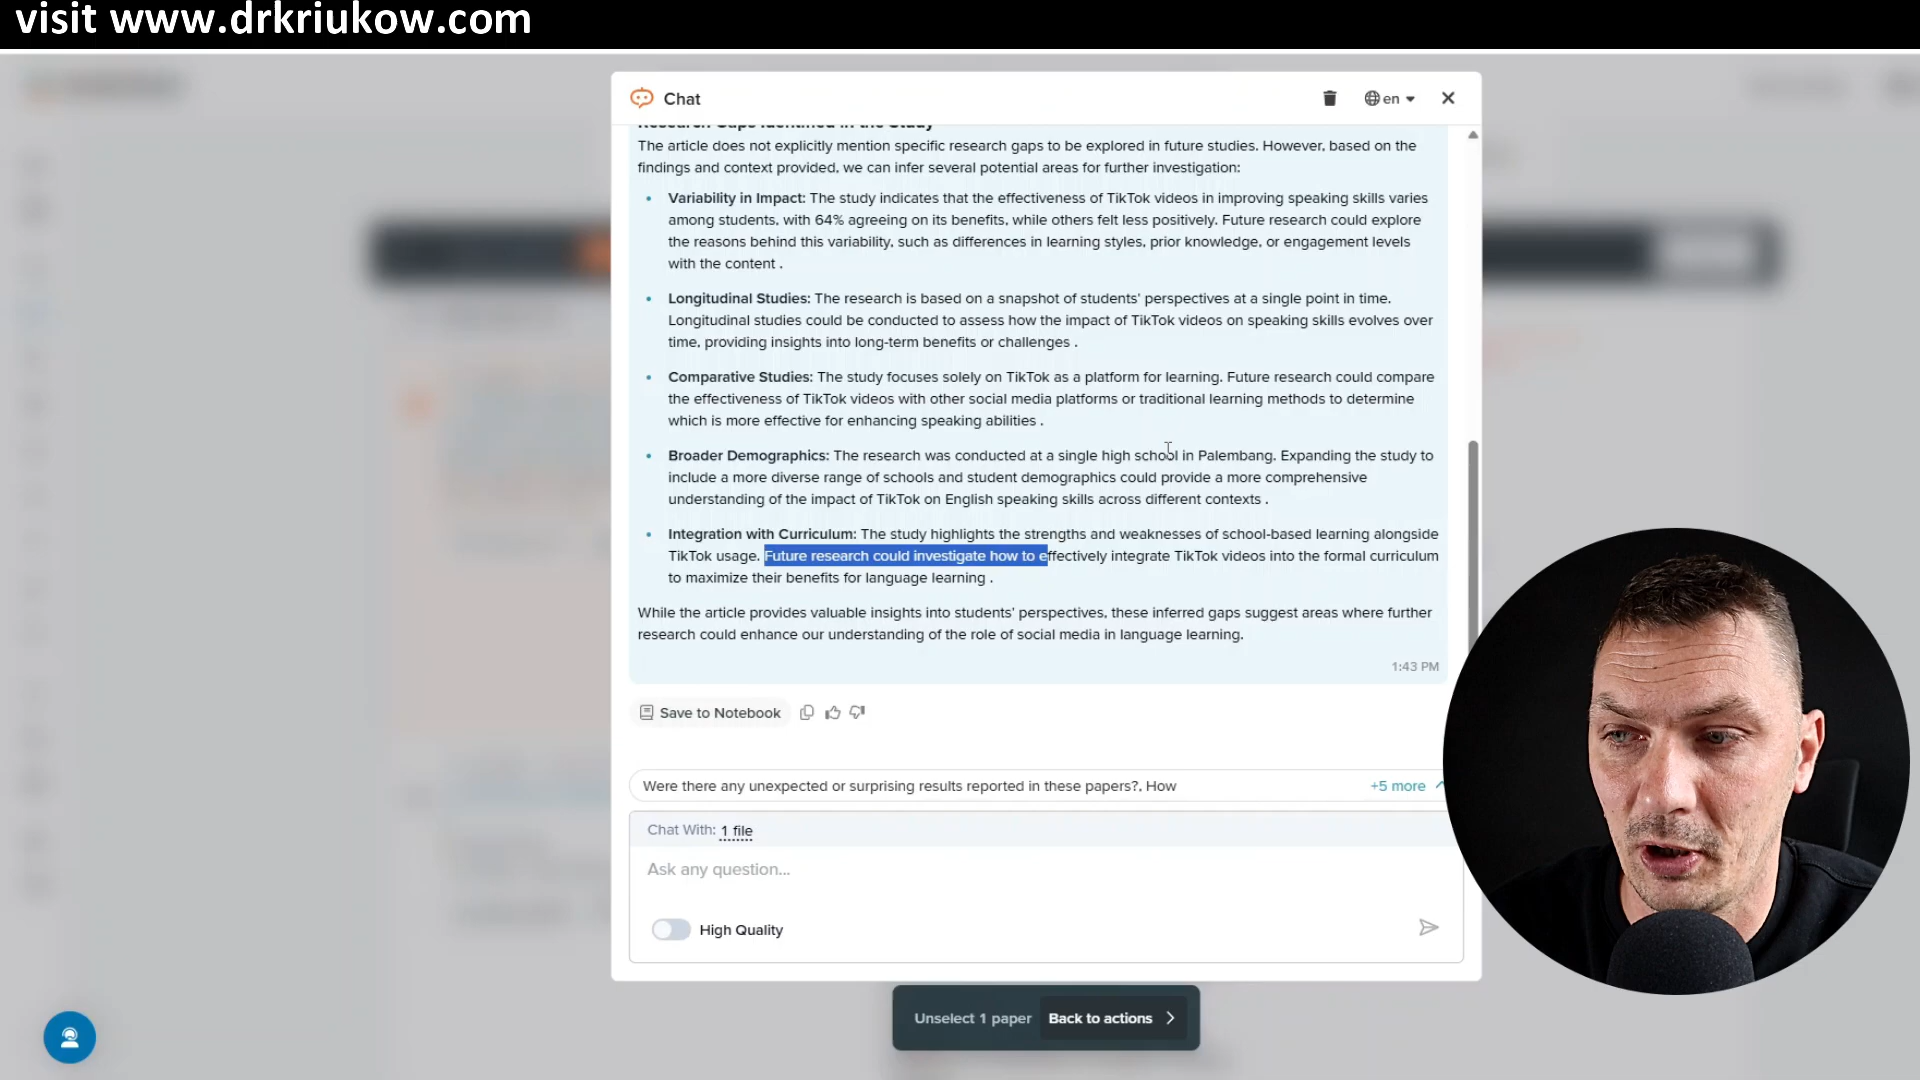 visit www.drkriukow.com
Chat
en
Research Gaps Identified in the Study
The article does not explicitly mention specific research gaps to be explored in future studies. However, based on the
findings and context provided, we can infer several potential areas for further investigation:
• Variability in Impact: The study indicates that the effectiveness of TikTok videos in improving speaking skills varies
among students, with 64% agreeing on its benefits, while others felt less positively. Future research could explore
the reasons behind this variability, such as differences in learning styles, prior knowledge, or engagement levels
with the content .
• Longitudinal Studies: The research is based on a snapshot of students' perspectives at a single point in time.
Longitudinal studies could be conducted to assess how the impact of TikTok videos on speaking skills evolves over
time, providing insights into long-term benefits or challenges .
• Comparative Studies: The study focuses solely on TikTok as a platform for learning. Future research could compare
the effectiveness of TikTok videos with other social media platforms or traditional learning methods to determine
which is more effective for enhancing speaking abilities .
• Broader Demographics: The research was conducted at a single high school in Palembang. Expanding the study to
include a more diverse range of schools and student demographics could provide a more comprehensive
understanding of the impact of TikTok on English speaking skills across different contexts .
• Integration with Curriculum: The study highlights the strengths and weaknesses of school-based learning alongside
TikTok usage. Future research could investigate how to effectively integrate TikTok videos into the formal curriculum
to maximize their benefits for language learning .
While the article provides valuable insights into students' perspectives, these inferred gaps suggest areas where further
research could enhance our understanding of the role of social media in language learning.
1:43 PM
Save to Notebook
Were there any unexpected or surprising results reported in these papers?, How
+5 more
Chat With: 1 file
Ask any question...
High Quality
Unselect 1 paper
Back to actions